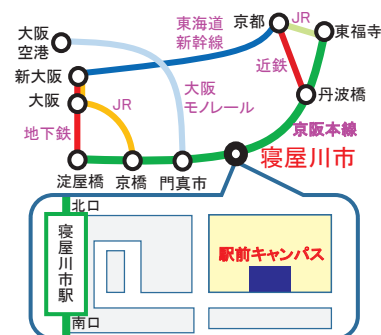 大阪
空港
東海道
新幹線
京都
JR
東福寺
新大阪
近鉄
大阪
JR
大阪
モノレール
丹波橋
地下鉄
京阪本線
寝屋川市
淀屋橋
京橋
門真市
北口
寝屋川市駅
南口
駅前キャンパス